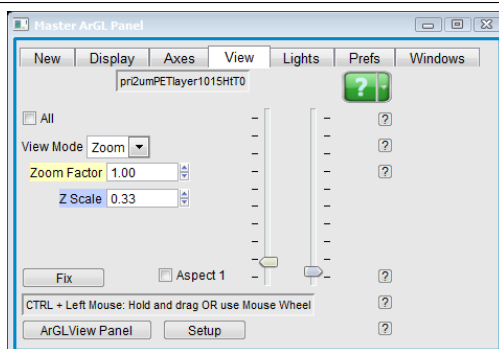 Master ArGL Panel
New Display Axes View Lights Prefs Windows
pri2umPETlayer1015HtT0
?
All ?
View Mode Zoom ?
Zoom Factor 1.00 ?
Z Scale 0.33
Fix Aspect 1 ?
CTRL + Left Mouse: Hold and drag OR use Mouse Wheel ?
ArGLView Panel Setup ?